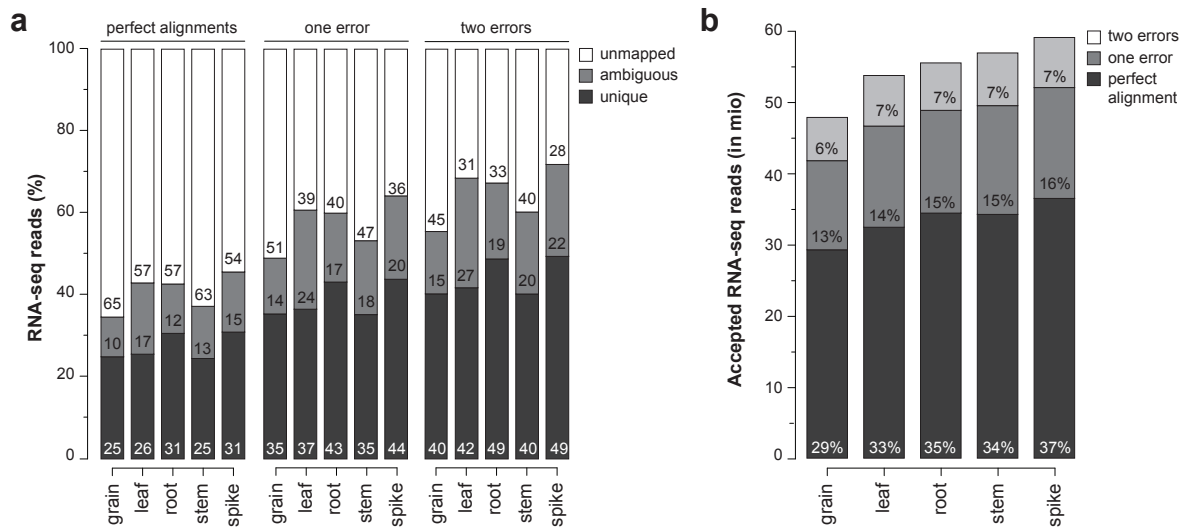 a
perfect alignments one error two errors
RNA-seq reads (%)
100
80
60
40
20
0
unmapped
ambiguous
unique
65 57 57 63 54
10 17 12 13 15
25 26 31 25 31
51 39 40 47 36
14 24 17 18 20
35 37 43 35 44
45 31 33 40 28
15 27 19 20 22
40 42 49 40 49
grain leaf root stem spike
grain leaf root stem spike
grain leaf root stem spike
b
Accepted RNA-seq reads (in mio)
60
50
40
30
20
10
0
two errors
one error
perfect
alignment
6% 7% 7% 7% 7%
13% 14% 15% 15% 16%
29% 33% 35% 34% 37%
grain leaf root stem spike